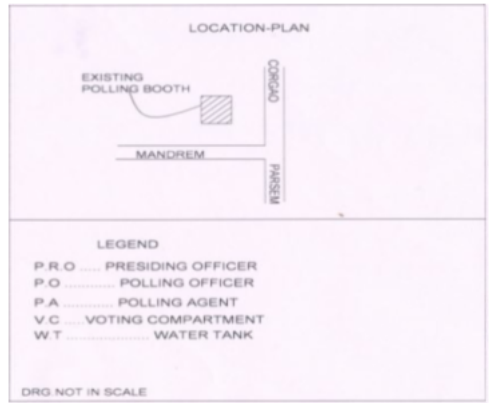 LOCATION-PLAN
EXISTING
POLLING BOOTH
CORGAO
MANDREM
PARSEM
LEGEND
P.R.O ..... PRESIDING OFFICER
P.O ............. POLLING OFFICER
P.A ............. POLLING AGENT
V.C .....VOTING COMPARTMENT
W.T ..................... WATER TANK
DRG.NOT IN SCALE